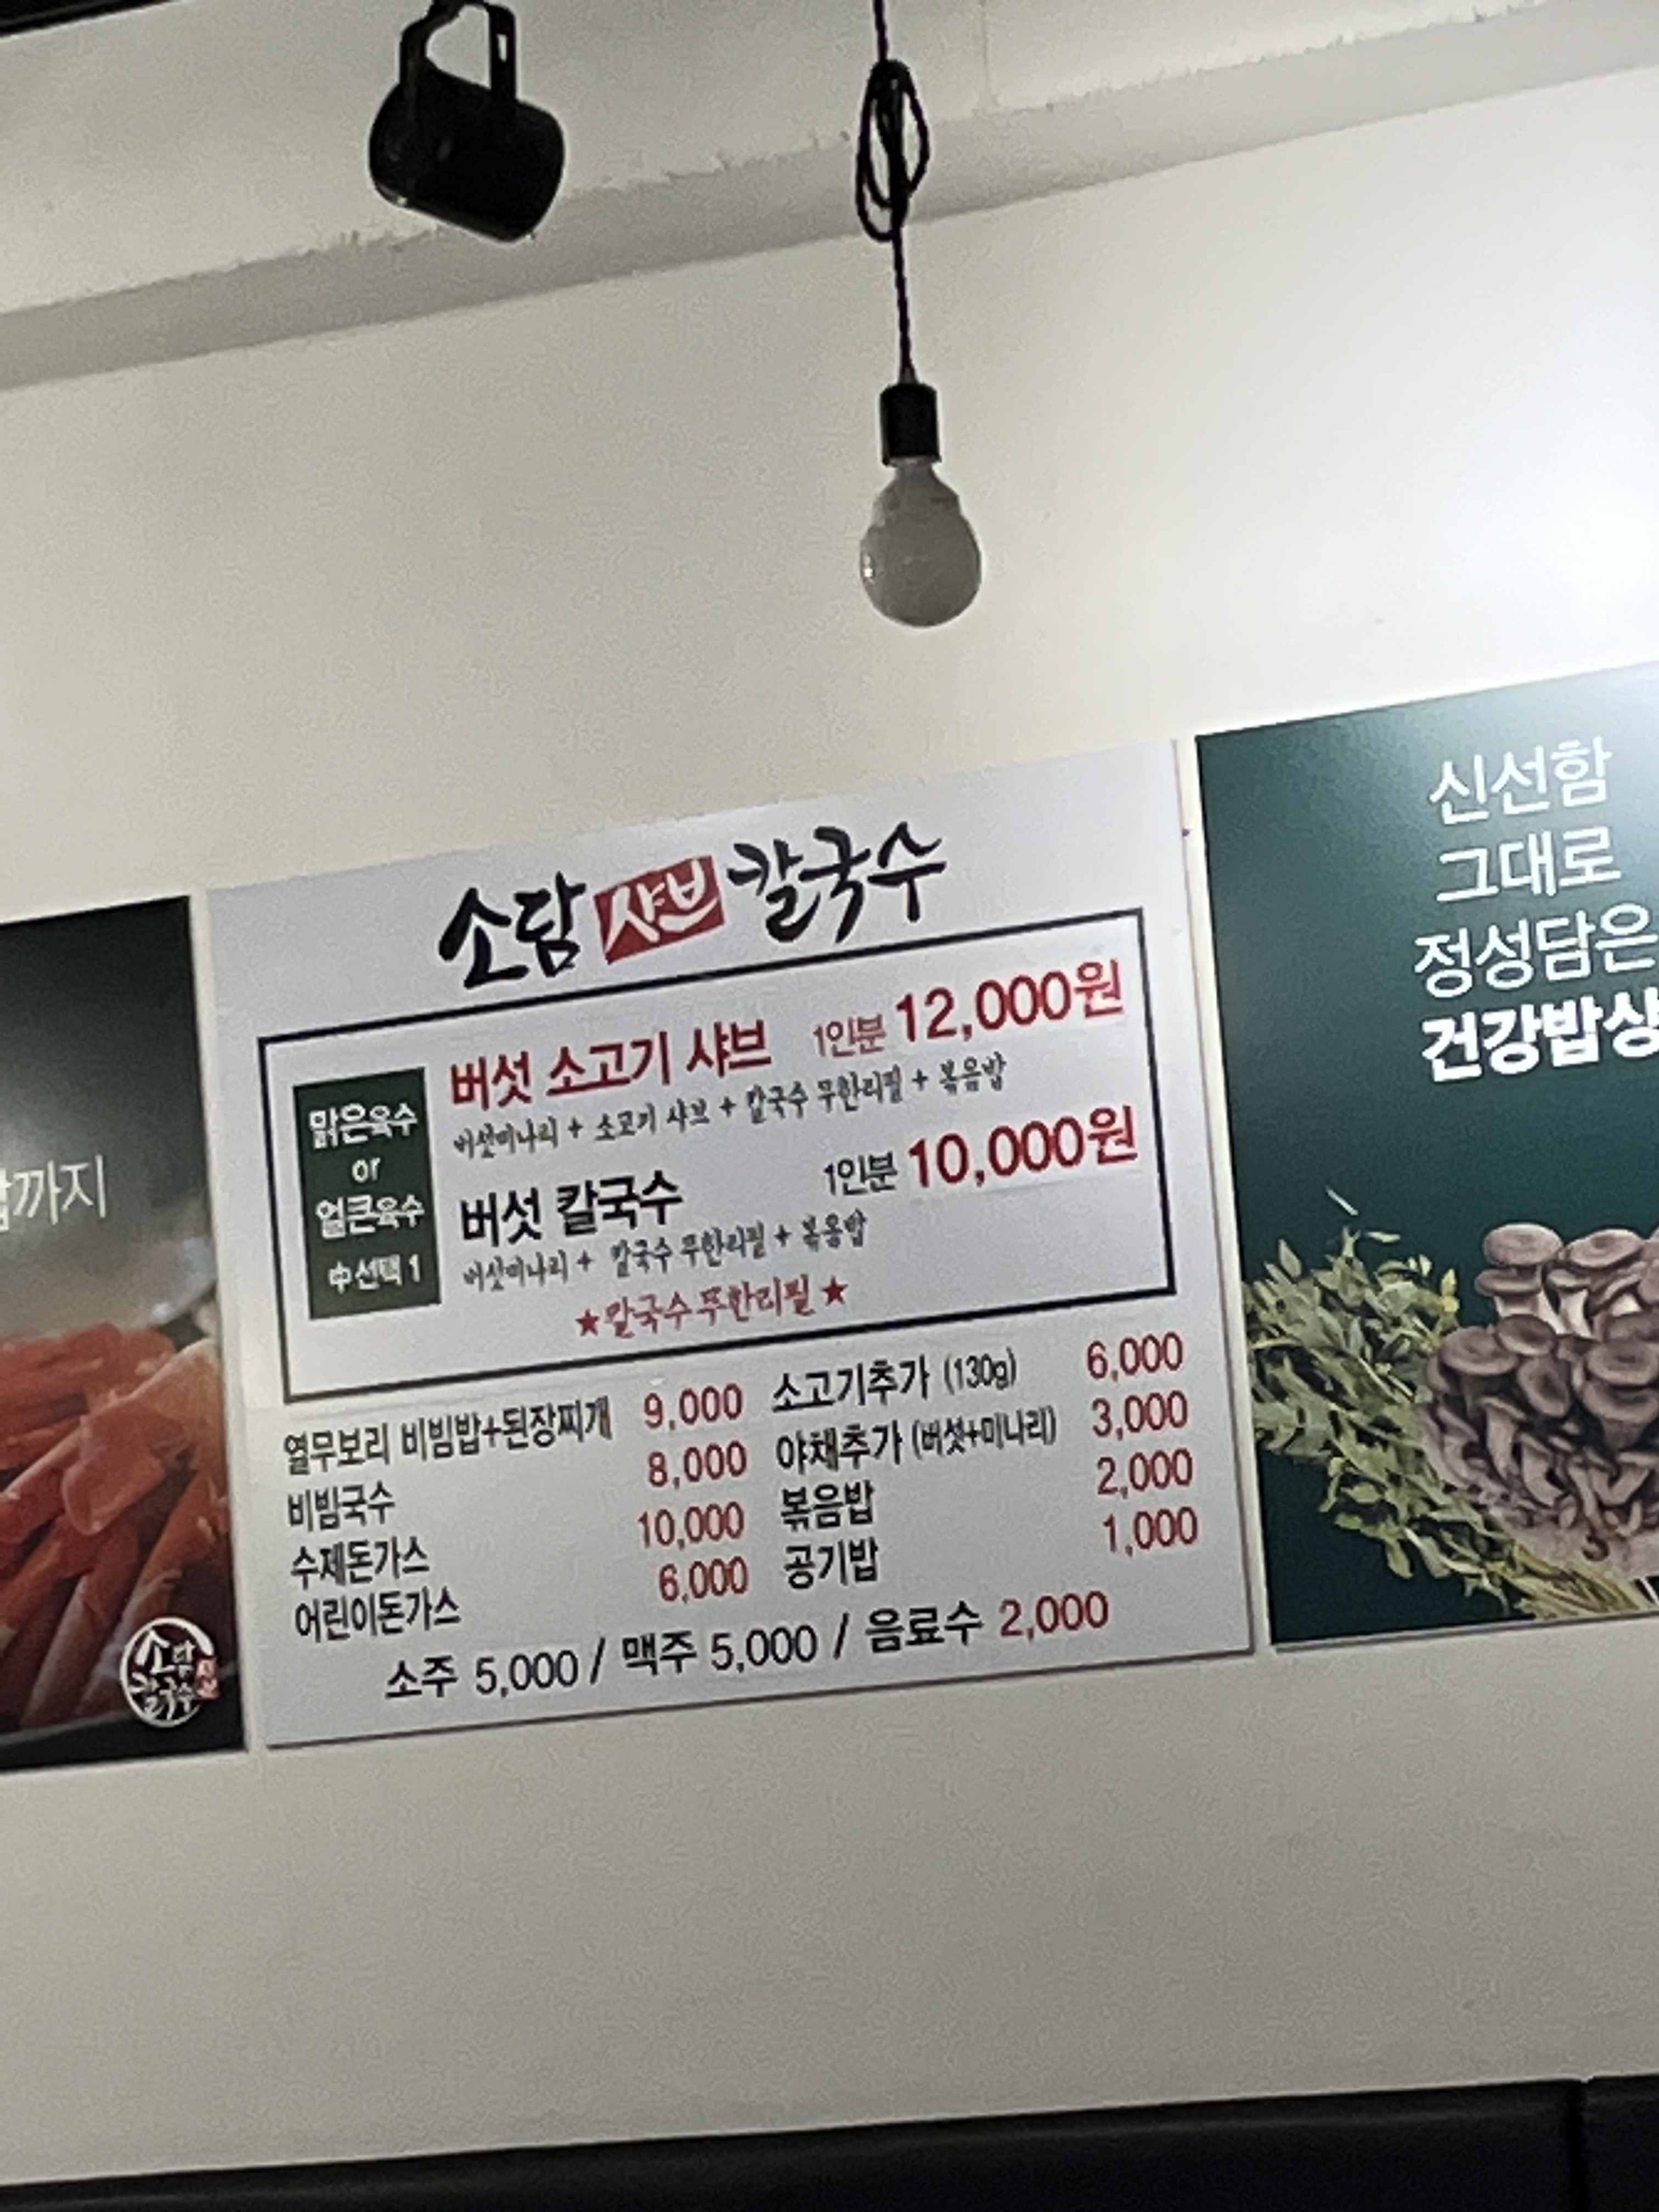 소담 샤브 칼국수
맑은육수
or
얼큰육수
中 선택 1
버섯 소고기 샤브 1인분 12,000원
버섯미나리 + 소고기 샤브 + 칼국수 무한리필 + 볶음밥
버섯 칼국수 1인분 10,000원
버섯미나리 + 칼국수 무한리필 + 볶음밥
★칼국수 무한리필★
열무보리 비빔밥+된장찌개 9,000
비빔국수 8,000
수제돈가스 10,000
어린이돈가스 6,000
소고기추가 (130g) 6,000
야채추가 (버섯+미나리) 3,000
볶음밥 2,000
공기밥 1,000
소주 5,000 / 맥주 5,000 / 음료수 2,000
까지
소담
칼국수
신선함
그대로
정성담은
건강밥상